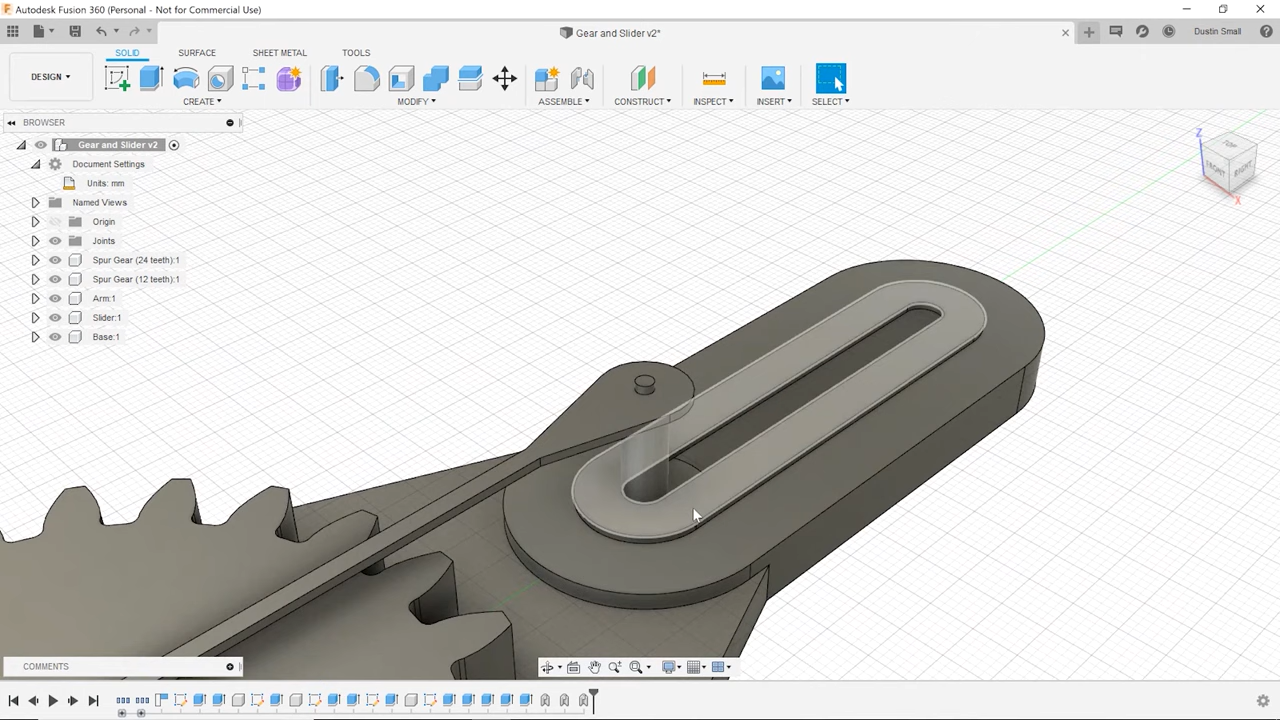 Autodesk Fusion 360 (Personal - Not for Commercial Use)
Gear and Slider v2*
Dustin Small
SOLID SURFACE SHEET METAL TOOLS
DESIGN
CREATE MODIFY ASSEMBLE CONSTRUCT INSPECT INSERT SELECT
BROWSER
Gear and Slider v2
Document Settings
Units: mm
Named Views
Origin
Joints
Spur Gear (24 teeth):1
Spur Gear (12 teeth):1
Arm:1
Slider:1
Base:1
Z
TOP
FRONT
RIGHT
X
COMMENTS